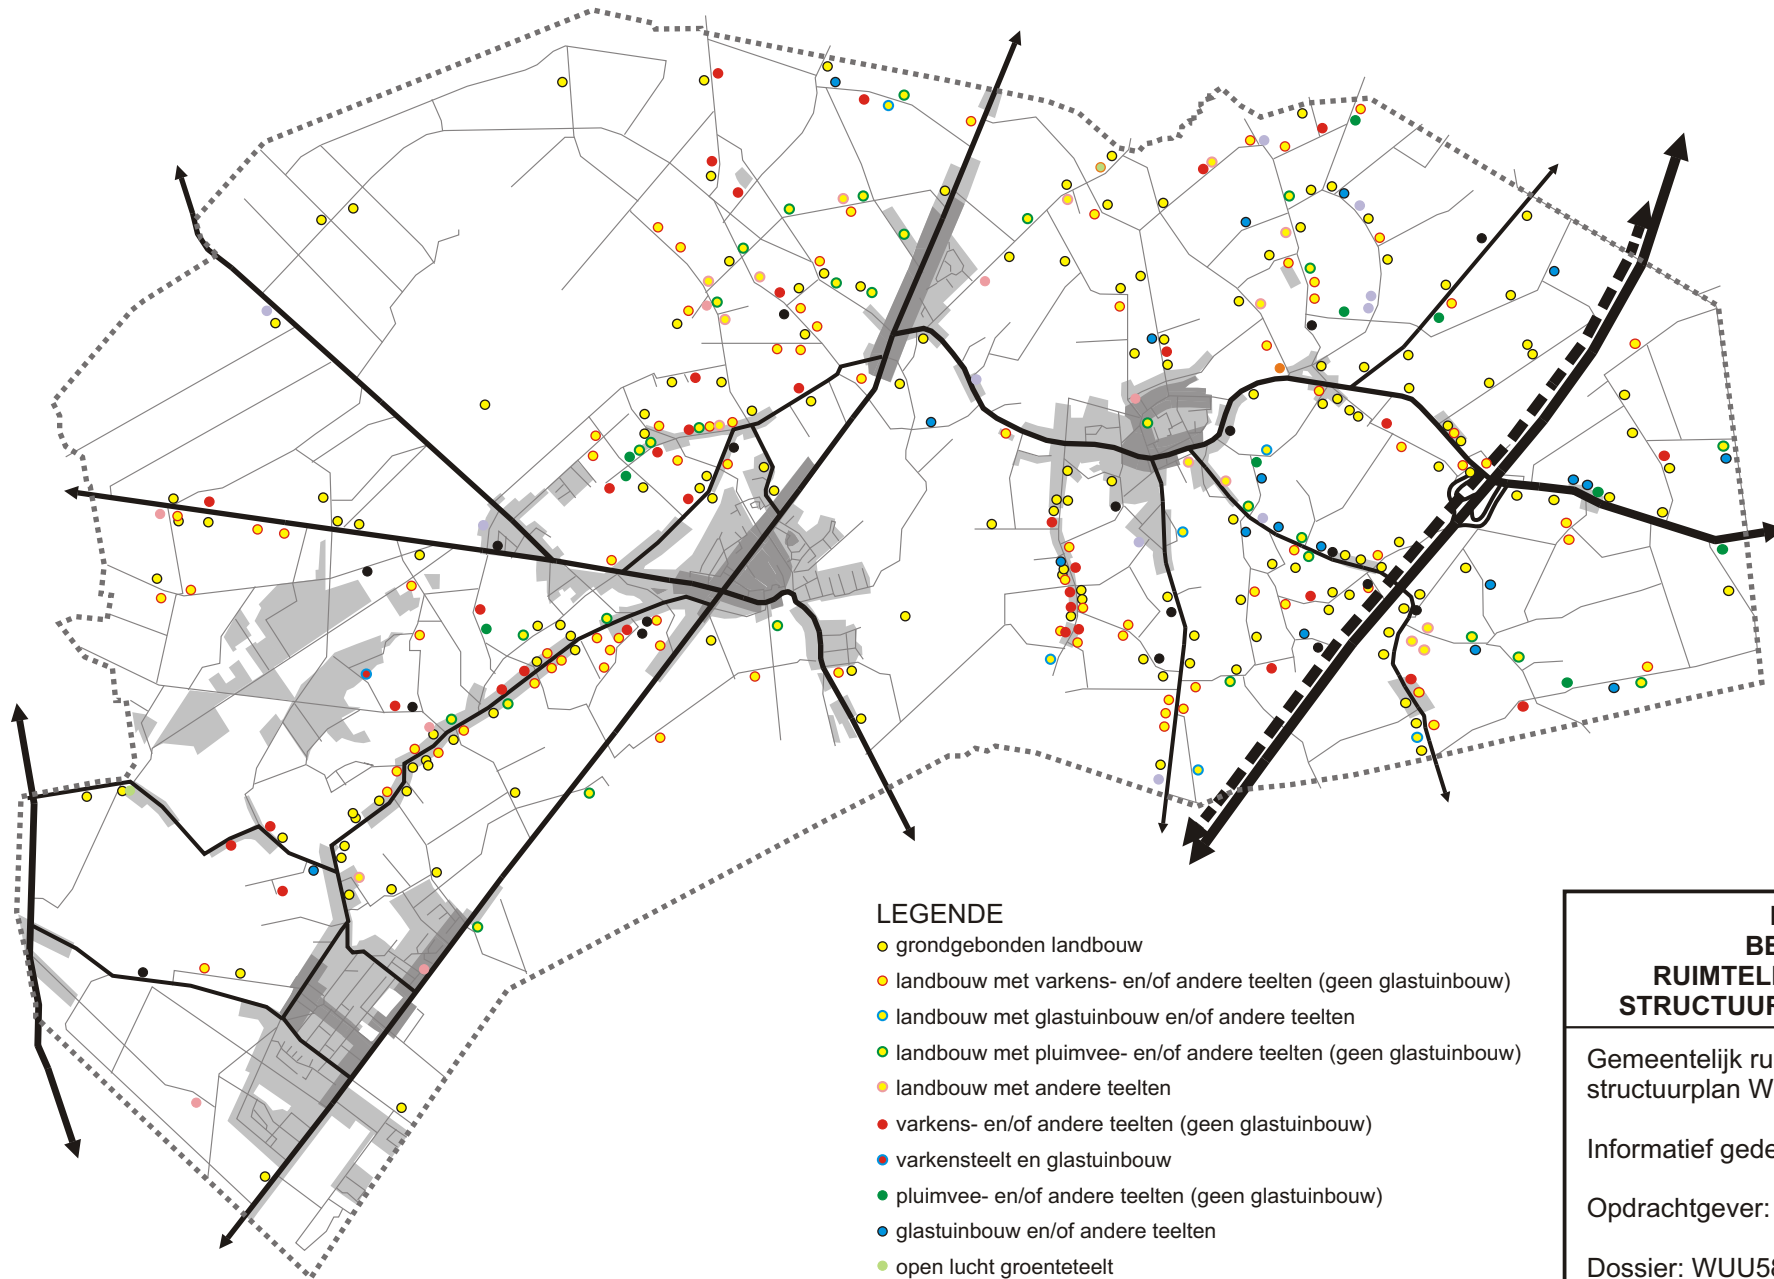 LEGENDE
grondgebonden landbouw
landbouw met varkens- en/of andere teelten (geen glastuinbouw)
landbouw met glastuinbouw en/of andere teelten
landbouw met pluimvee- en/of andere teelten (geen glastuinbouw)
landbouw met andere teelten
varkens- en/of andere teelten (geen glastuinbouw)
varkensteelt en glastuinbouw
pluimvee- en/of andere teelten (geen glastuinbouw)
glastuinbouw en/of andere teelten
open lucht groenteteelt
BE
RUIMTELI
STRUCTUUR
Gemeentelijk ru
structuurplan W
Informatief gede
Opdrachtgever:
Dossier: WUU58